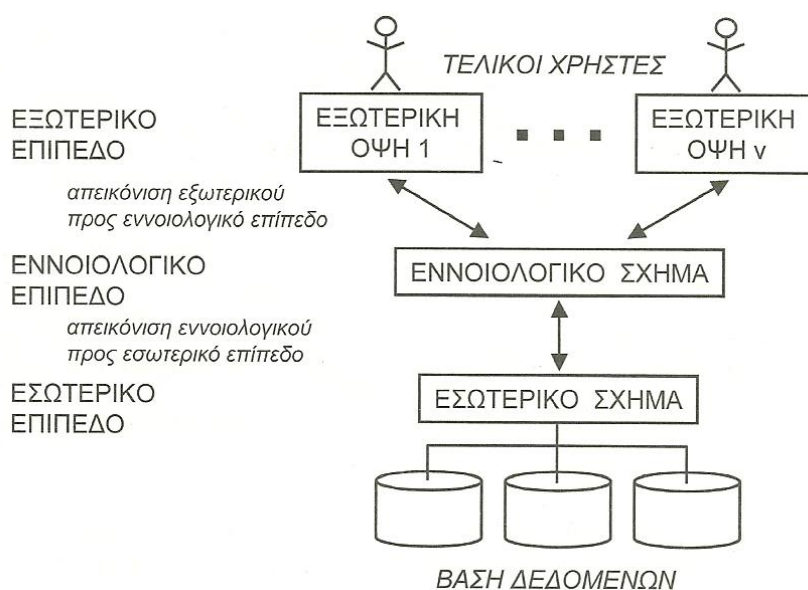 ΤΕΛΙΚΟΙ ΧΡΗΣΤΕΣ
ΕΞΩΤΕΡΙΚΟ
ΕΠΙΠΕΔΟ
ΕΞΩΤΕΡΙΚΗ
ΟΨΗ 1
ΕΞΩΤΕΡΙΚΗ
ΟΨΗ ν
απεικόνιση εξωτερικού
προς εννοιολογικό επίπεδο
ΕΝΝΟΙΟΛΟΓΙΚΟ
ΕΠΙΠΕΔΟ
ΕΝΝΟΙΟΛΟΓΙΚΟ ΣΧΗΜΑ
απεικόνιση εννοιολογικού
προς εσωτερικό επίπεδο
ΕΣΩΤΕΡΙΚΟ
ΕΠΙΠΕΔΟ
ΕΣΩΤΕΡΙΚΟ ΣΧΗΜΑ
ΒΑΣΗ ΔΕΔΟΜΕΝΩΝ